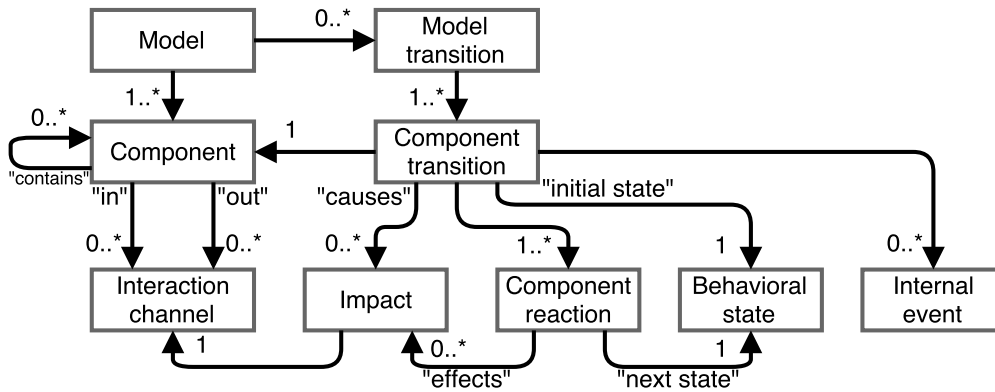 0..*
Model
Model
transition
1..*
1..*
0..*
1
Component
Component
transition
"contains"
"in"
"out"
"causes"
"initial state"
0..*
0..*
0..*
1..*
1
0..*
Interaction
channel
Impact
Component
reaction
Behavioral
state
Internal
event
1
0..*
1
"effects"
"next state"